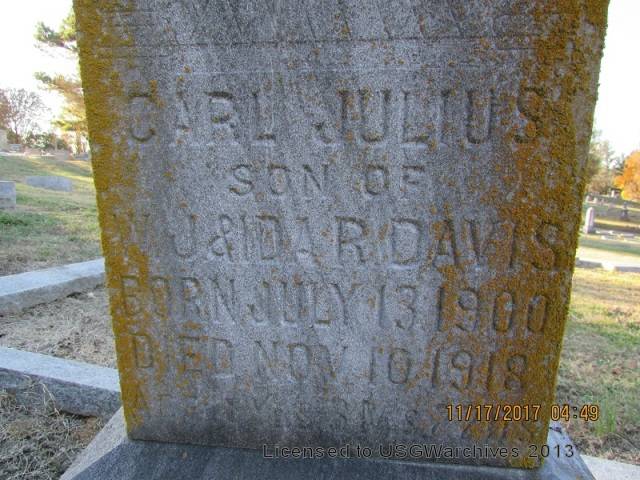 CARL JULIUS
SON OF
W.J & IDA R. DAVIS
BORN JULY 13, 1900
DIED NOV. 10, 1918
11/17/2017 04:49
Licensed to USGWarchives 2013